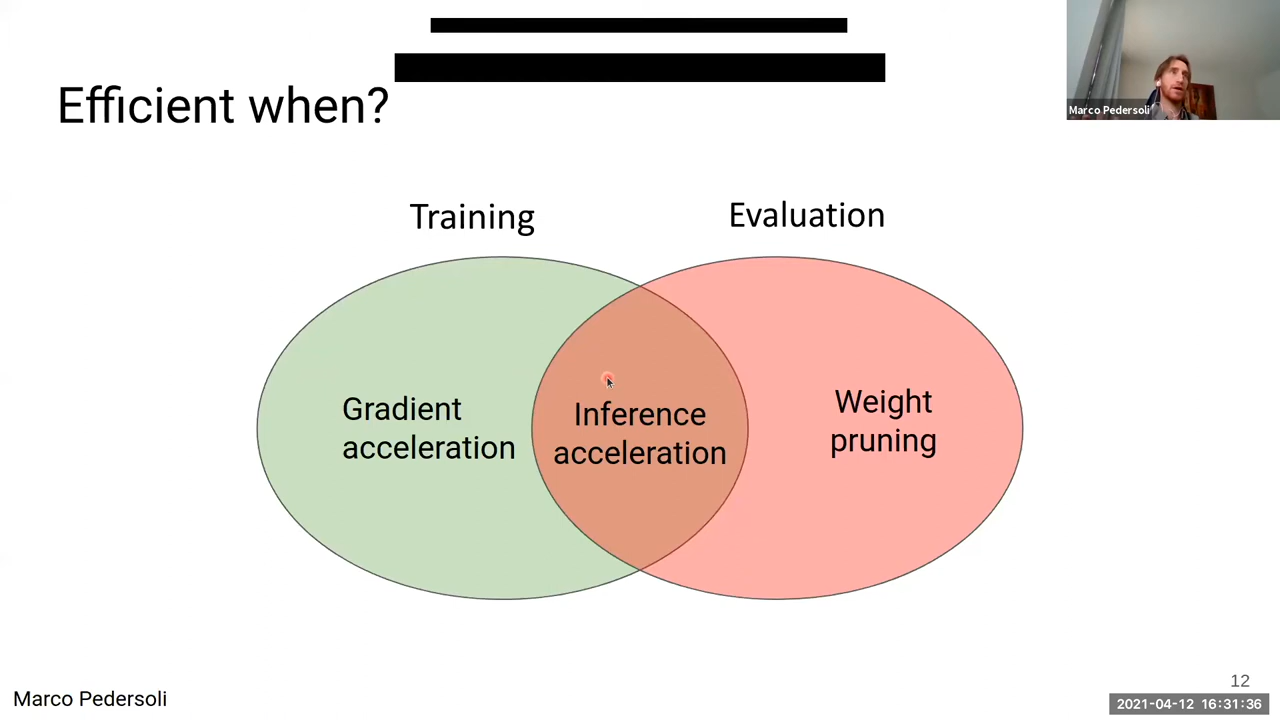 Efficient when?
Marco Pedersoli
Training
Evaluation
Gradient
acceleration
Inference
acceleration
Weight
pruning
12
Marco Pedersoli
2021-04-12 16:31:36